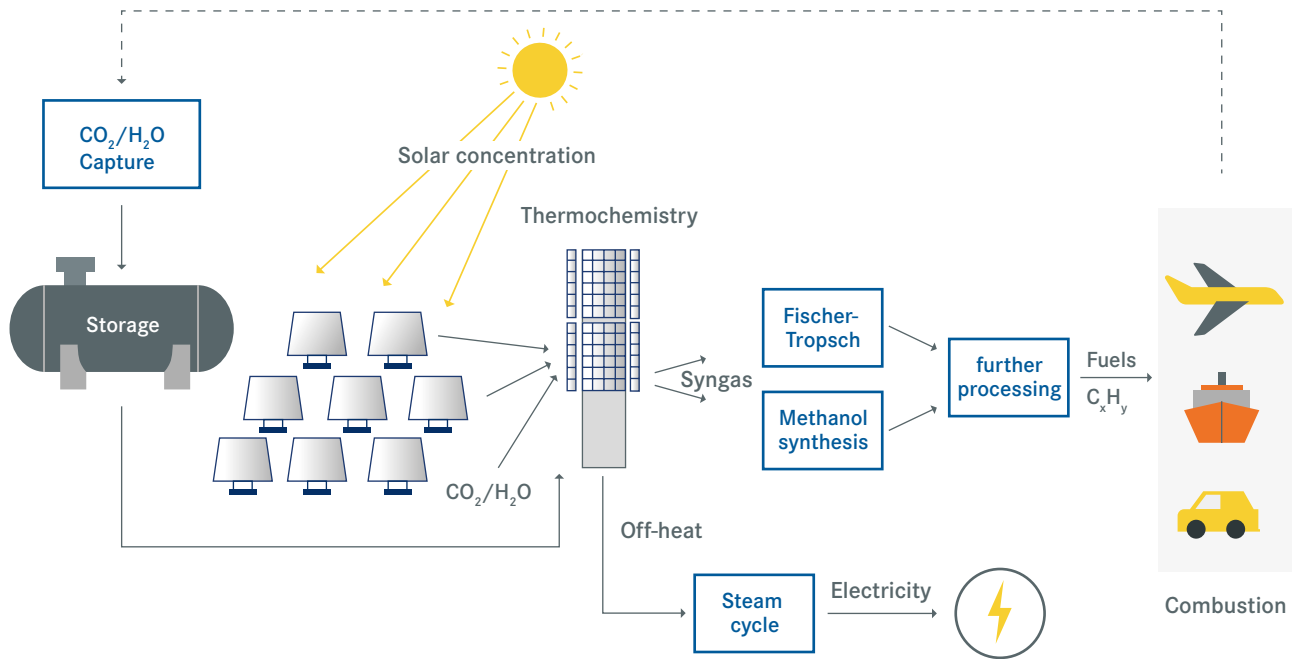 CO₂/H₂O
Capture
Solar concentration
Thermochemistry
Storage
Fischer-
Tropsch
Syngas
further
processing
Fuels
CₓHᵧ
Methanol
synthesis
CO₂/H₂O
Off-heat
Steam
cycle
Electricity
Combustion